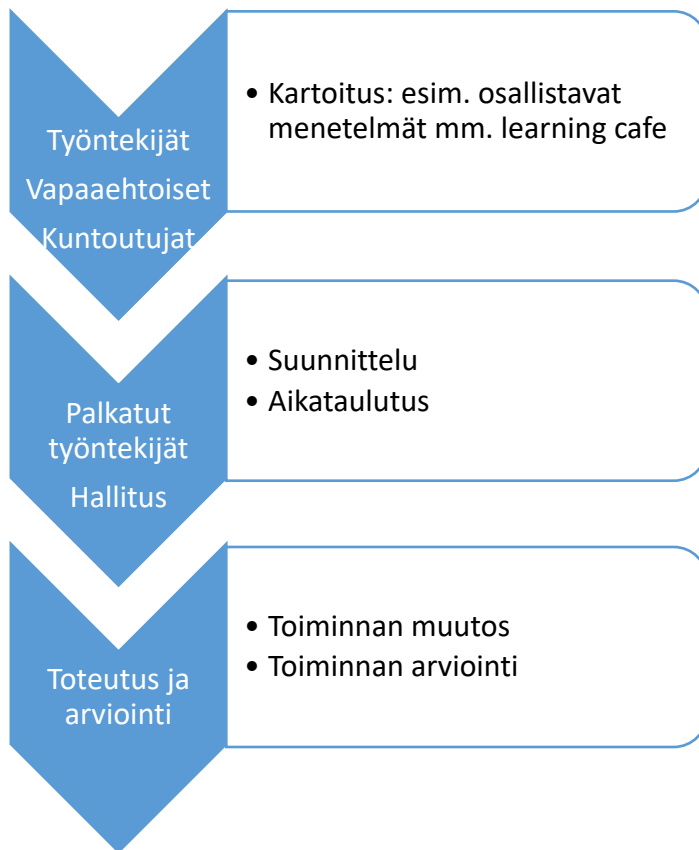 Työntekijät
Vapaaehtoiset
Kuntoutujat
• Kartoitus: esim. osallistavat
menetelmät mm. learning cafe
Palkatut
työntekijät
Hallitus
• Suunnittelu
• Aikataulutus
Toteutus ja
arviointi
• Toiminnan muutos
• Toiminnan arviointi